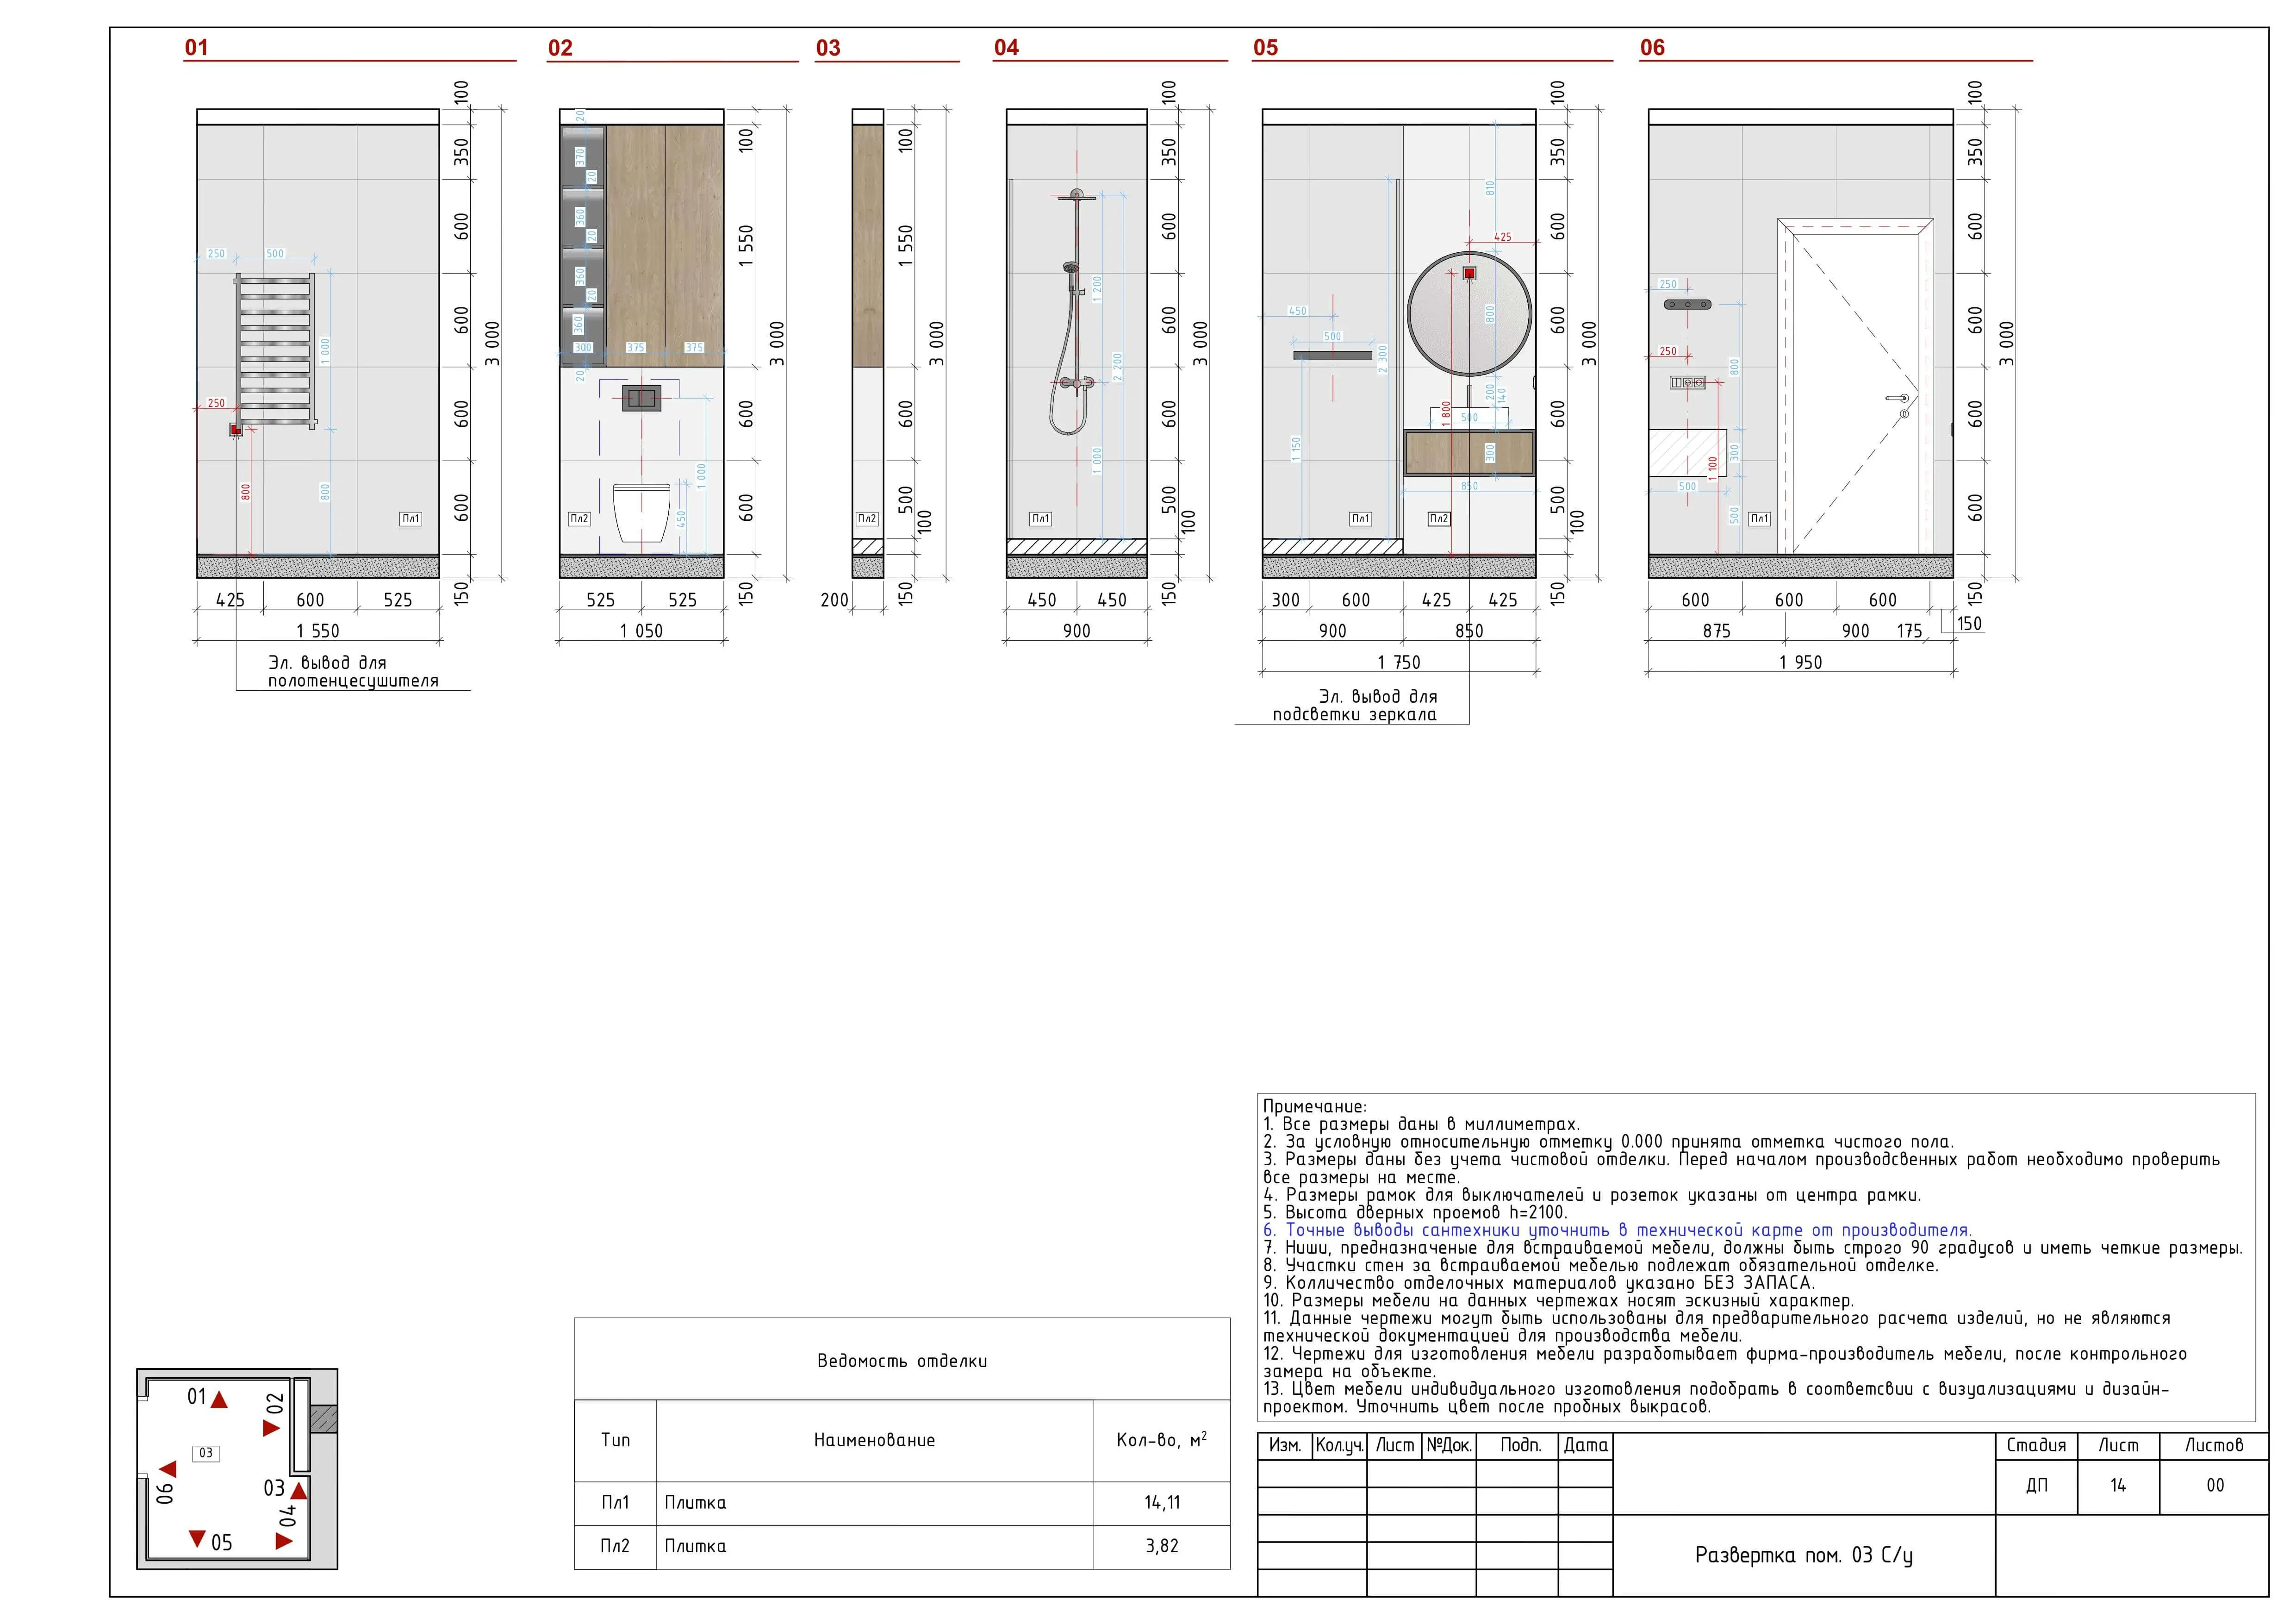 01
02
03
04
05
06
100
350
600
600
600
600
150
3 000
250
500
1 000
250
800
800
Пл1
425 600 525
1 550
Эл. вывод для
полотенцесушителя
20
370
20
360
20
360
20
360
20
300 375 375
1 000
450
Пл2
100
1 550
600
600
150
3 000
525 525
1 050
Пл2
100
1 550
600
500
100
150
3 000
200
1 200
2 200
1 000
Пл1
100
350
600
600
600
500
100
150
3 000
450 450
900
450
500
2 300
1 150
810
425
800
1 800
200
140
500
300
850
Пл1
Пл2
100
350
600
600
600
500
100
150
3 000
300 600 425 425
900 850
1 750
Эл. вывод для
подсветки зеркала
250
250
800
1 100
300
500
500
Пл1
100
350
600
600
600
600
150
3 000
600 600 600 150
875 900 175
1 950
Примечание:
1. Все размеры даны в миллиметрах.
2. За условную относительную отметку 0.000 принята отметка чистого пола.
3. Размеры даны без учета чистовой отделки. Перед началом производсвенных работ необходимо проверить
все размеры на месте.
4. Размеры рамок для выключателей и розеток указаны от центра рамки.
5. Высота дверных проемов h=2100.
6. Точные выводы сантехники уточнить в технической карте от производителя.
7. Ниши, предназначеные для встраиваемой мебели, должны быть строго 90 градусов и иметь четкие размеры.
8. Участки стен за встраиваемой мебелью подлежат обязательной отделке.
9. Колличество отделочных материалов указано БЕЗ ЗАПАСА.
10. Размеры мебели на данных чертежах носят эскизный характер.
11. Данные чертежи могут быть использованы для предварительного расчета изделий, но не являются
технической документацией для производства мебели.
12. Чертежи для изготовления мебели разработывает фирма-производитель мебели, после контрольного
замера на объекте.
13. Цвет мебели индивидуального изготовления подобрать в соответсвии с визуализациями и дизайн-
проектом. Уточнить цвет после пробных выкрасов.
01
02
03
06
03
04
05
Ведомость отделки
Тип Наименование Кол-во, м²
Пл1 Плитка 14,11
Пл2 Плитка 3,82
Изм. Кол.уч. Лист №Док. Подп. Дата
Стадия Лист Листов
ДП 14 00
Развертка пом. 03 С/у